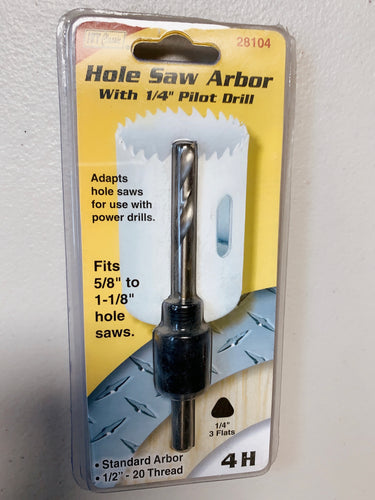 28104
Hole Saw Arbor
With 1/4" Pilot Drill
Adapts
hole saws
for use with
power drills.
Fits
5/8" to
1-1/8"
hole
saws.
1/4"
3 Flats
• Standard Arbor
• 1/2" - 20 Thread
4H